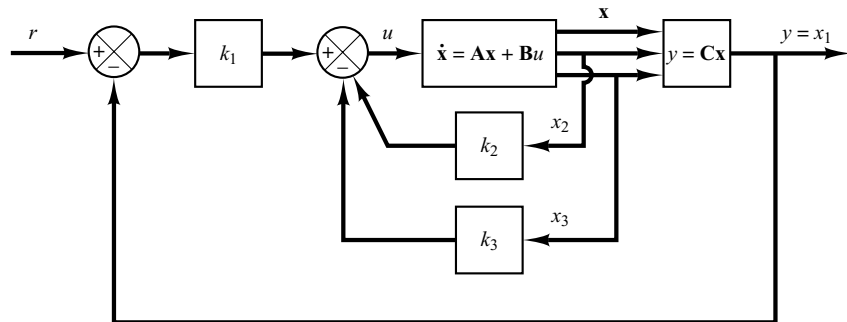 x
r
+
−
k₁
+
−
u
ẋ = Ax + Bu
y = Cx
y = x₁
k₂
x₂
k₃
x₃